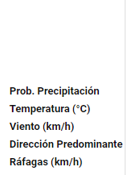 Prob. Precipitación
Temperatura (°C)
Viento (km/h)
Dirección Predominante
Ráfagas (km/h)